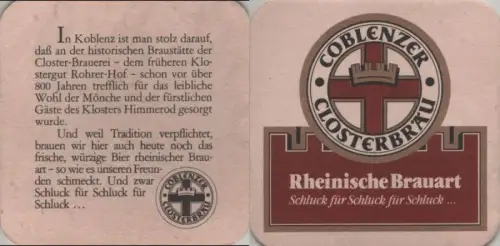 In Koblenz ist man stolz darauf,
daß an der historischen Braustätte der
Closter-Brauerei – dem früheren Klo-
stergut Rohrer-Hof – schon vor über
800 Jahren trefflich für das leibliche
Wohl der Mönche und der fürstlichen
Gäste des Klosters Himmerod gesorgt
wurde.
Und weil Tradition verpflichtet,
brauen wir hier auch heute noch das
frische, würzige Bier rheinischer Brau-
art – so wie es unseren Freun-
den schmeckt. Und zwar
Schluck für Schluck für
Schluck ...
COBLENZER
CLOSTERBRÄU
COBLENZER
CLOSTERBRÄU
Rheinische Brauart
Schluck für Schluck für Schluck ...